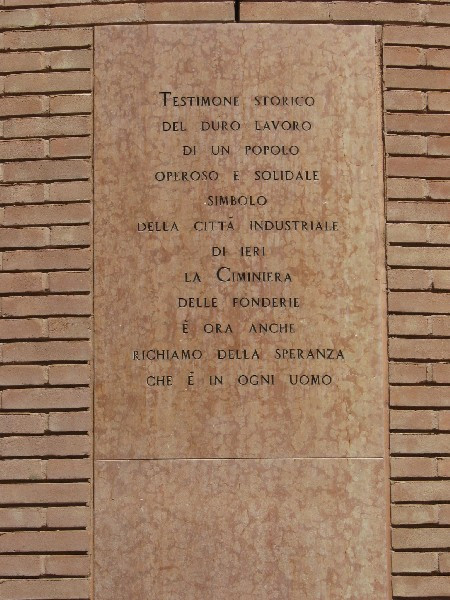 TESTIMONE STORICO
DEL DURO LAVORO
DI UN POPOLO
OPEROSO E SOLIDALE
SIMBOLO
DELLA CITTÁ INDUSTRIALE
DI IERI
LA CIMINIERA
DELLE FONDERIE
È ORA ANCHE
RICHIAMO DELLA SPERANZA
CHE É IN OGNI UOMO